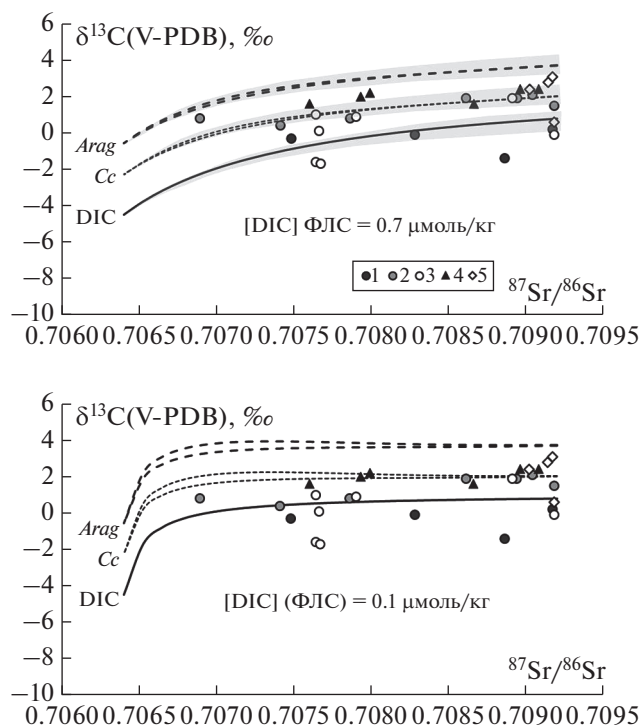 6
δ¹³C(V-PDB), ‰
4
2
0
Arag
Cc
−2
−4
DIC
[DIC] ФЛС = 0.7 μмоль/кг
−6
1 2 3 4 5
−8
⁸⁷Sr/⁸⁶Sr
−10
0.7060 0.7065 0.7070 0.7075 0.7080 0.7085 0.7090 0.7095
6
δ¹³C(V-PDB), ‰
4
2
0
Arag
Cc
−2
−4
DIC
[DIC] (ФЛС) = 0.1 μмоль/кг
−6
−8
⁸⁷Sr/⁸⁶Sr
−10
0.7060 0.7065 0.7070 0.7075 0.7080 0.7085 0.7090 0.7095